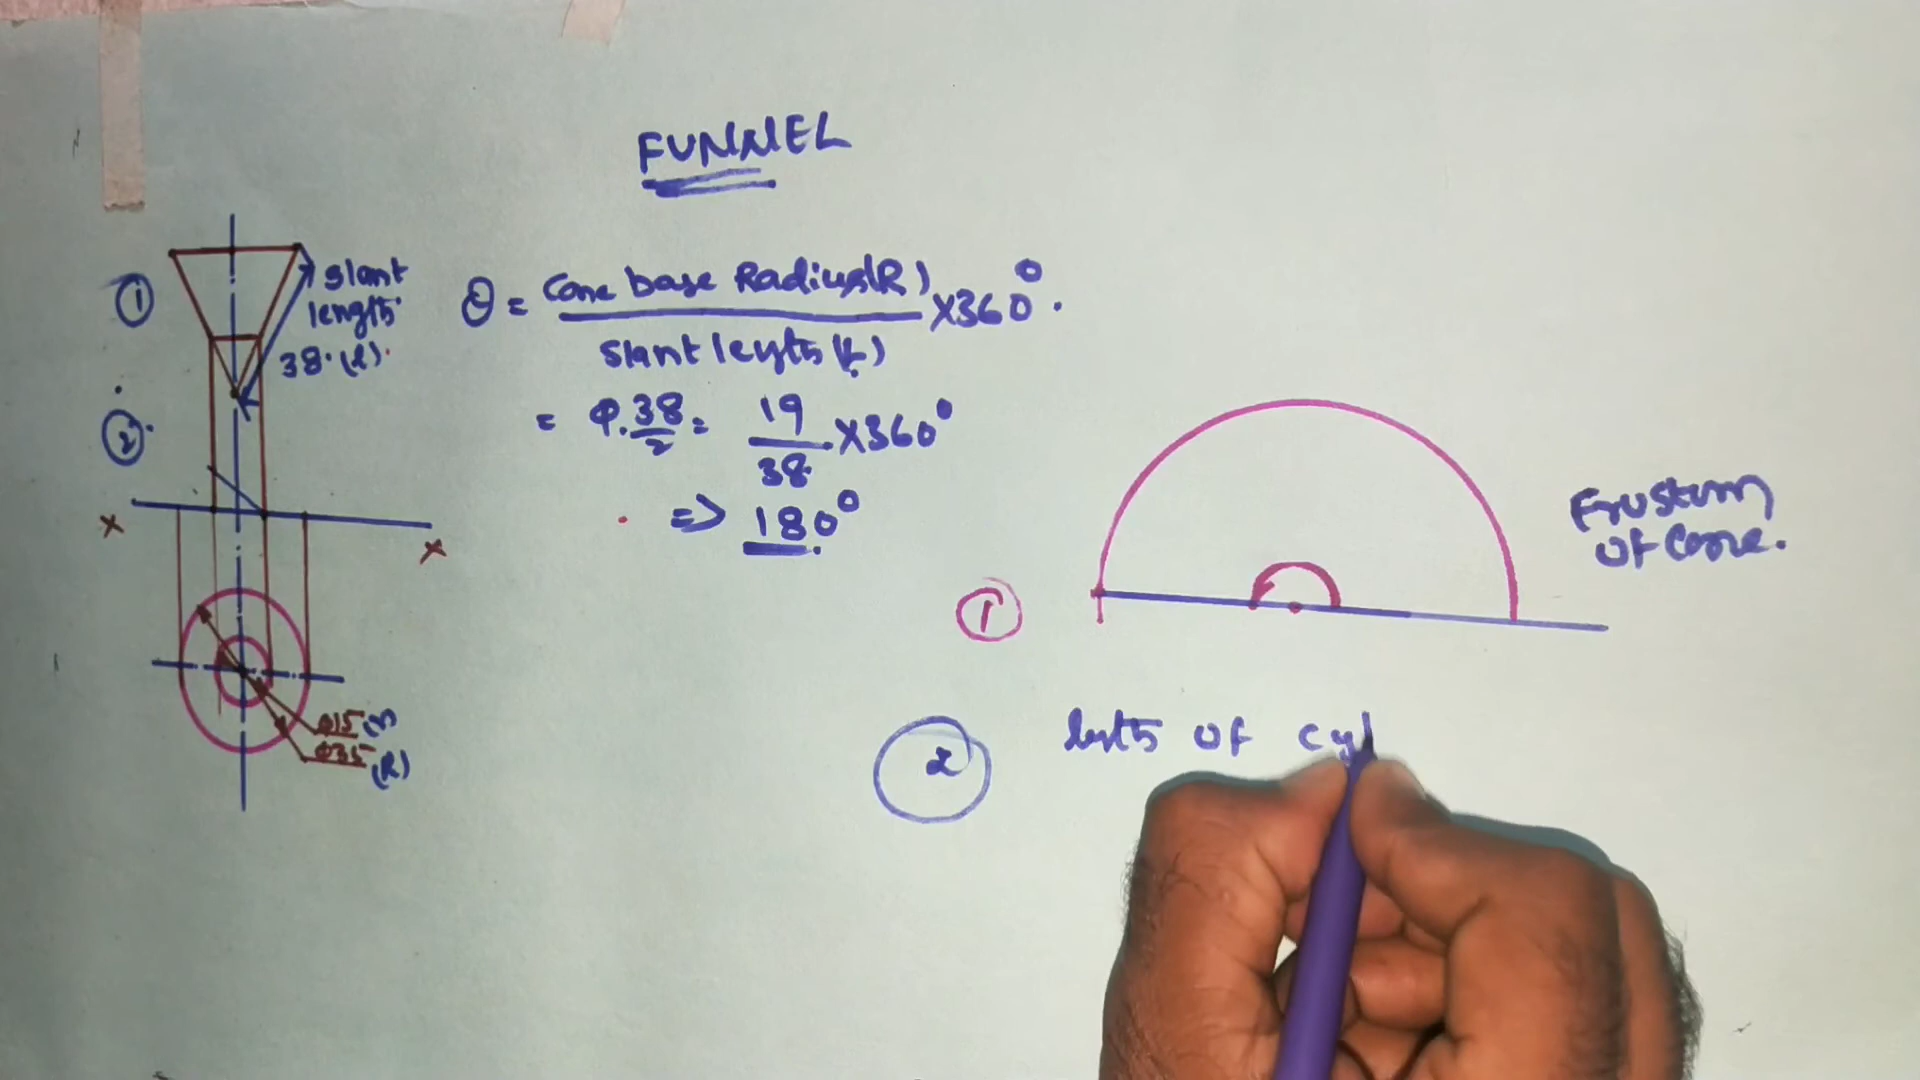 FUNNEL
①
slant
length
38.(l).
②
x
x
Φ15(r)
Φ35(R)
θ = Cone base Radius(R) / slant length(L) X360°.
= Φ.38/2 = 19/38 X360°
=> 180°
Frustum
of Cone.
①
②
of cyl